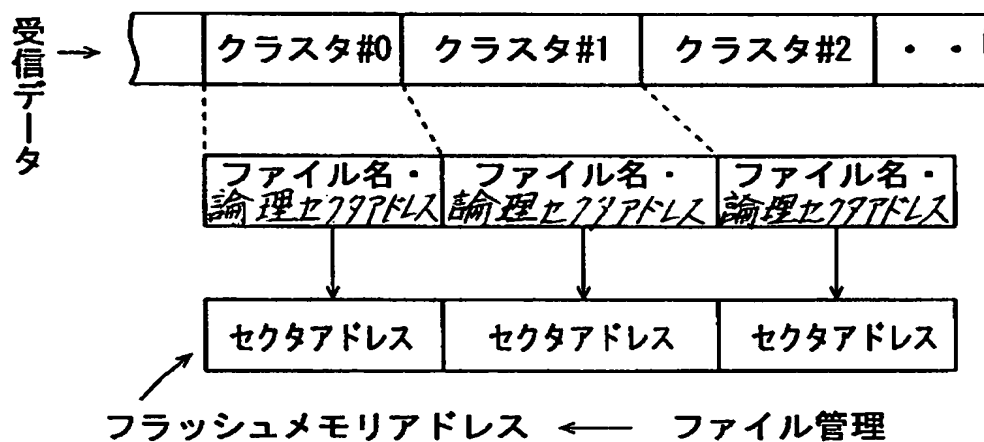 受信データ → クラスタ#0 クラスタ#1 クラスタ#2 ・・
ファイル名・ ファイル名・ ファイル名・
論理セクタアドレス 論理セクタアドレス 論理セクタアドレス
セクタアドレス セクタアドレス セクタアドレス
フラッシュメモリアドレス ← ファイル管理